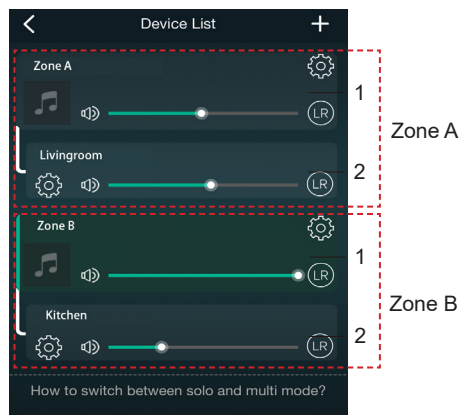 Device List
Zone A
1
LR
Zone A
Livingroom
2
LR
Zone B
1
LR
Zone B
Kitchen
2
LR
How to switch between solo and multi mode?